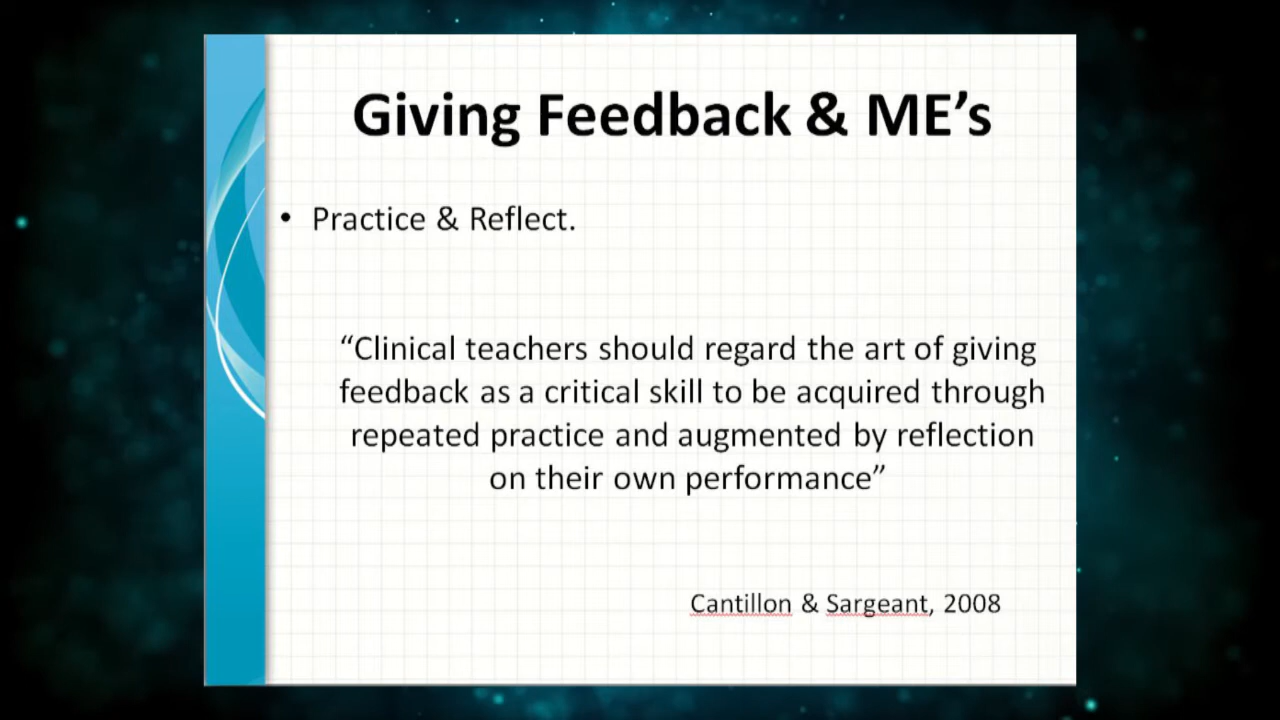 Giving Feedback & ME’s
• Practice & Reflect.
“Clinical teachers should regard the art of giving
feedback as a critical skill to be acquired through
repeated practice and augmented by reflection
on their own performance”
Cantillon & Sargeant, 2008